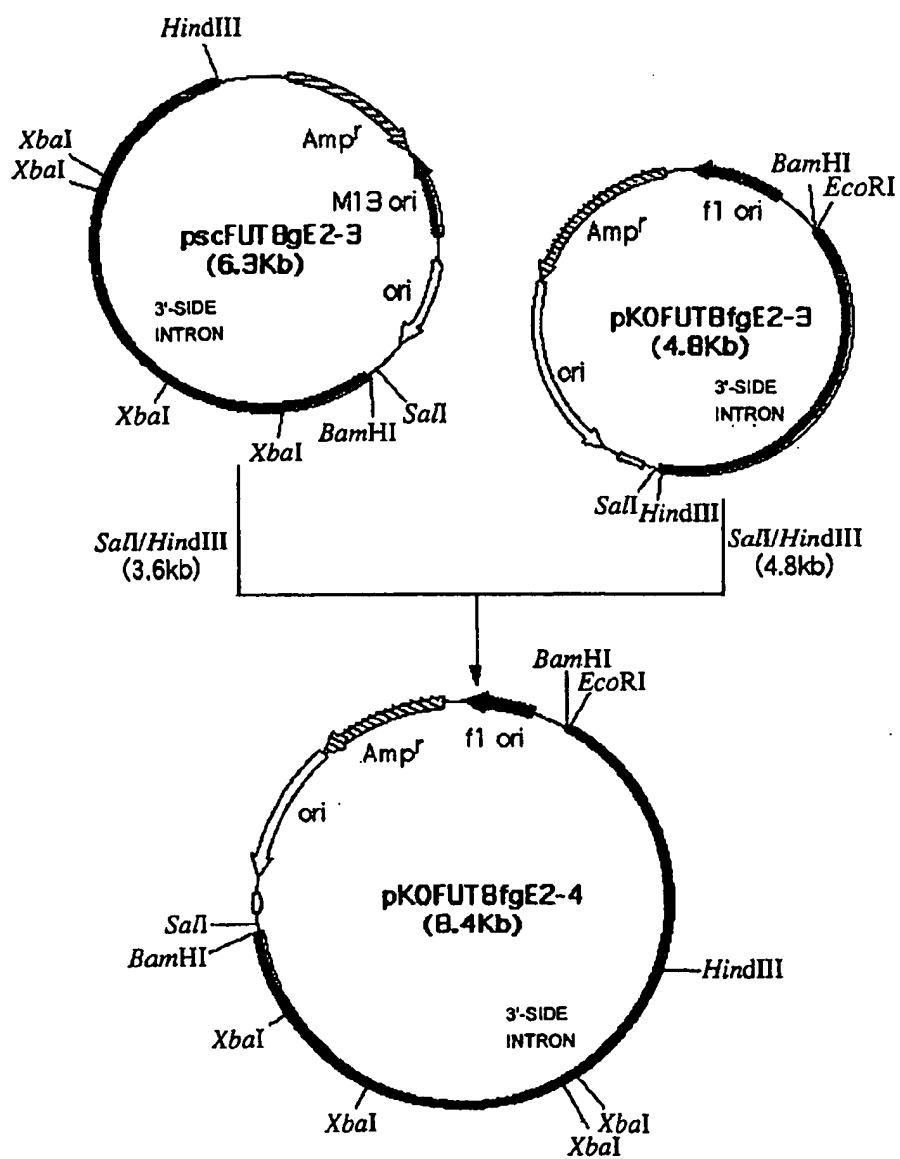 HindIII
XbaI
XbaI
Ampr
M13 ori
pscFUT8gE2-3
(6.3Kb)
ori
3'-SIDE
INTRON
XbaI
XbaI
BamHI
SalI
BamHI
EcoRI
f1 ori
Ampr
pKOFUT8fgE2-3
(4.8Kb)
ori
3'-SIDE
INTRON
SalI
HindIII
SalI/HindIII
(3.6kb)
SalI/HindIII
(4.8kb)
BamHI
EcoRI
f1 ori
Ampr
ori
pKOFUT8fgE2-4
(8.4Kb)
SalI
BamHI
HindIII
3'-SIDE
INTRON
XbaI
XbaI
XbaI
XbaI